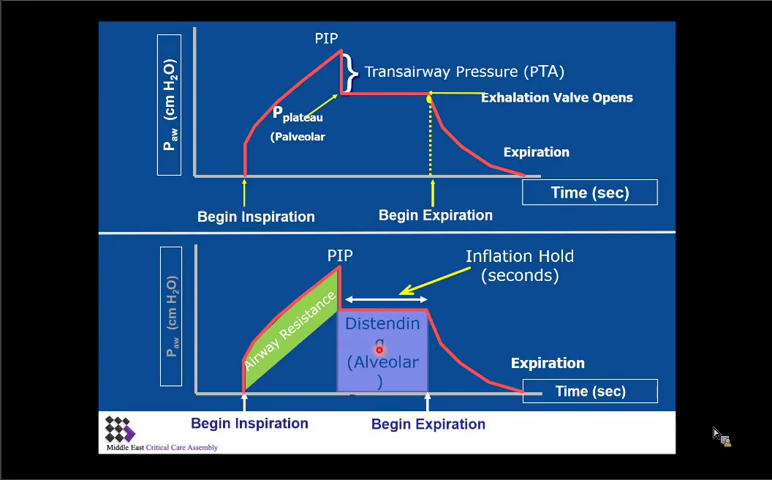 PIP
Transairway Pressure (PTA)
Exhalation Valve Opens
Pplateau
(Palveolar
Paw (cm H2O)
Expiration
Time (sec)
Begin Inspiration
Begin Expiration
PIP
Inflation Hold
(seconds)
Paw (cm H2O)
Airway Resistance
Distendin
g
(Alveolar
)
Expiration
Time (sec)
Begin Inspiration
Begin Expiration
Middle East Critical Care Assembly